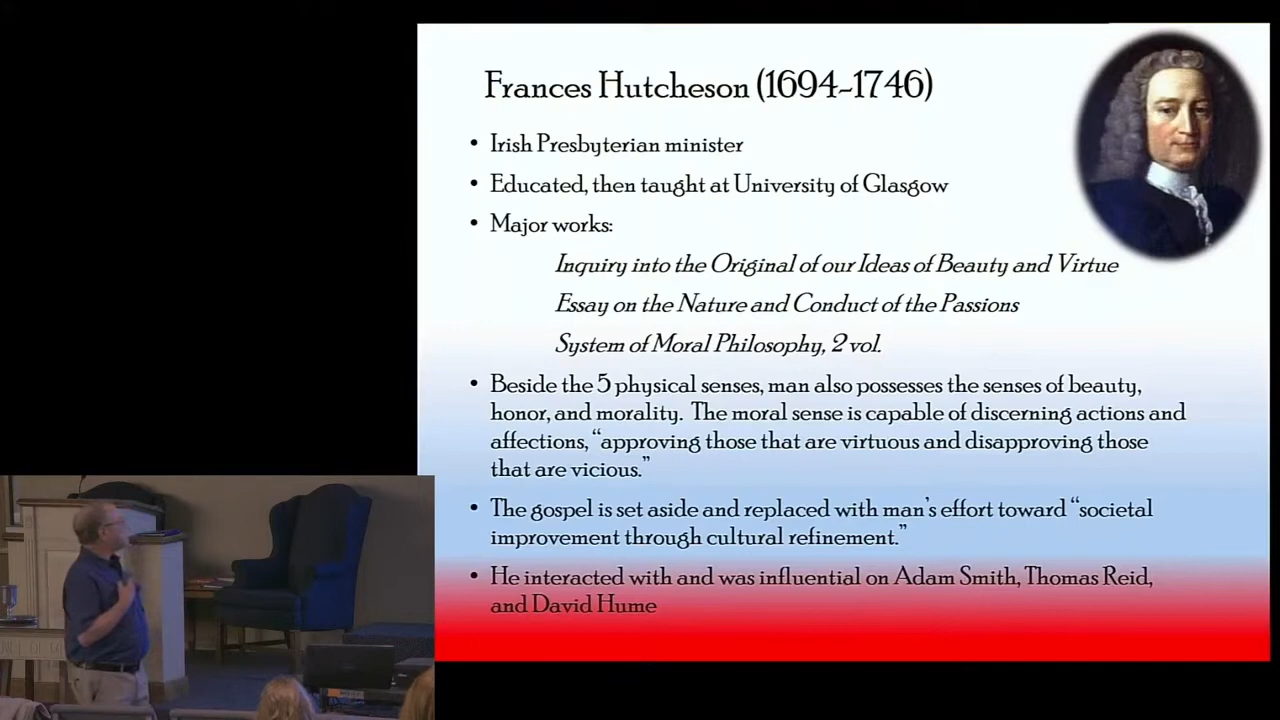 Frances Hutcheson (1694-1746)
• Irish Presbyterian minister
• Educated, then taught at University of Glasgow
• Major works:
Inquiry into the Original of our Ideas of Beauty and Virtue
Essay on the Nature and Conduct of the Passions
System of Moral Philosophy, 2 vol.
• Beside the 5 physical senses, man also possesses the senses of beauty,
honor, and morality. The moral sense is capable of discerning actions and
affections, “approving those that are virtuous and disapproving those
that are vicious.”
• The gospel is set aside and replaced with man’s effort toward “societal
improvement through cultural refinement.”
• He interacted with and was influential on Adam Smith, Thomas Reid,
and David Hume